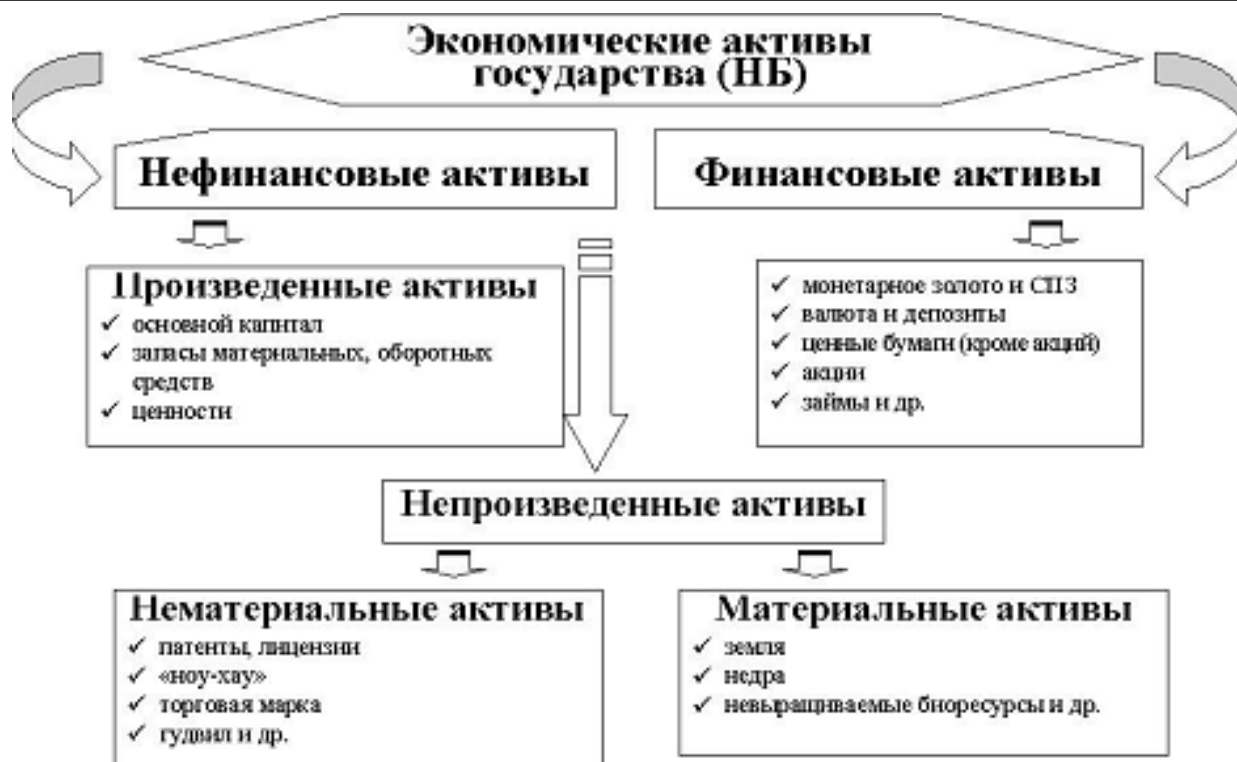 Экономические активы
государства (НБ)
Нефинансовые активы
Финансовые активы
Произведенные активы
основной капитал
запасы материальных, оборотных
средств
ценности
монетарное золото и СПЗ
валюта и депозиты
ценные бумаги (кроме акций)
акции
займы и др.
Непроизведенные активы
Нематериальные активы
патенты, лицензии
«ноу-хау»
торговая марка
гудвил и др.
Материальные активы
земля
недра
невыращиваемые биоресурсы и др.